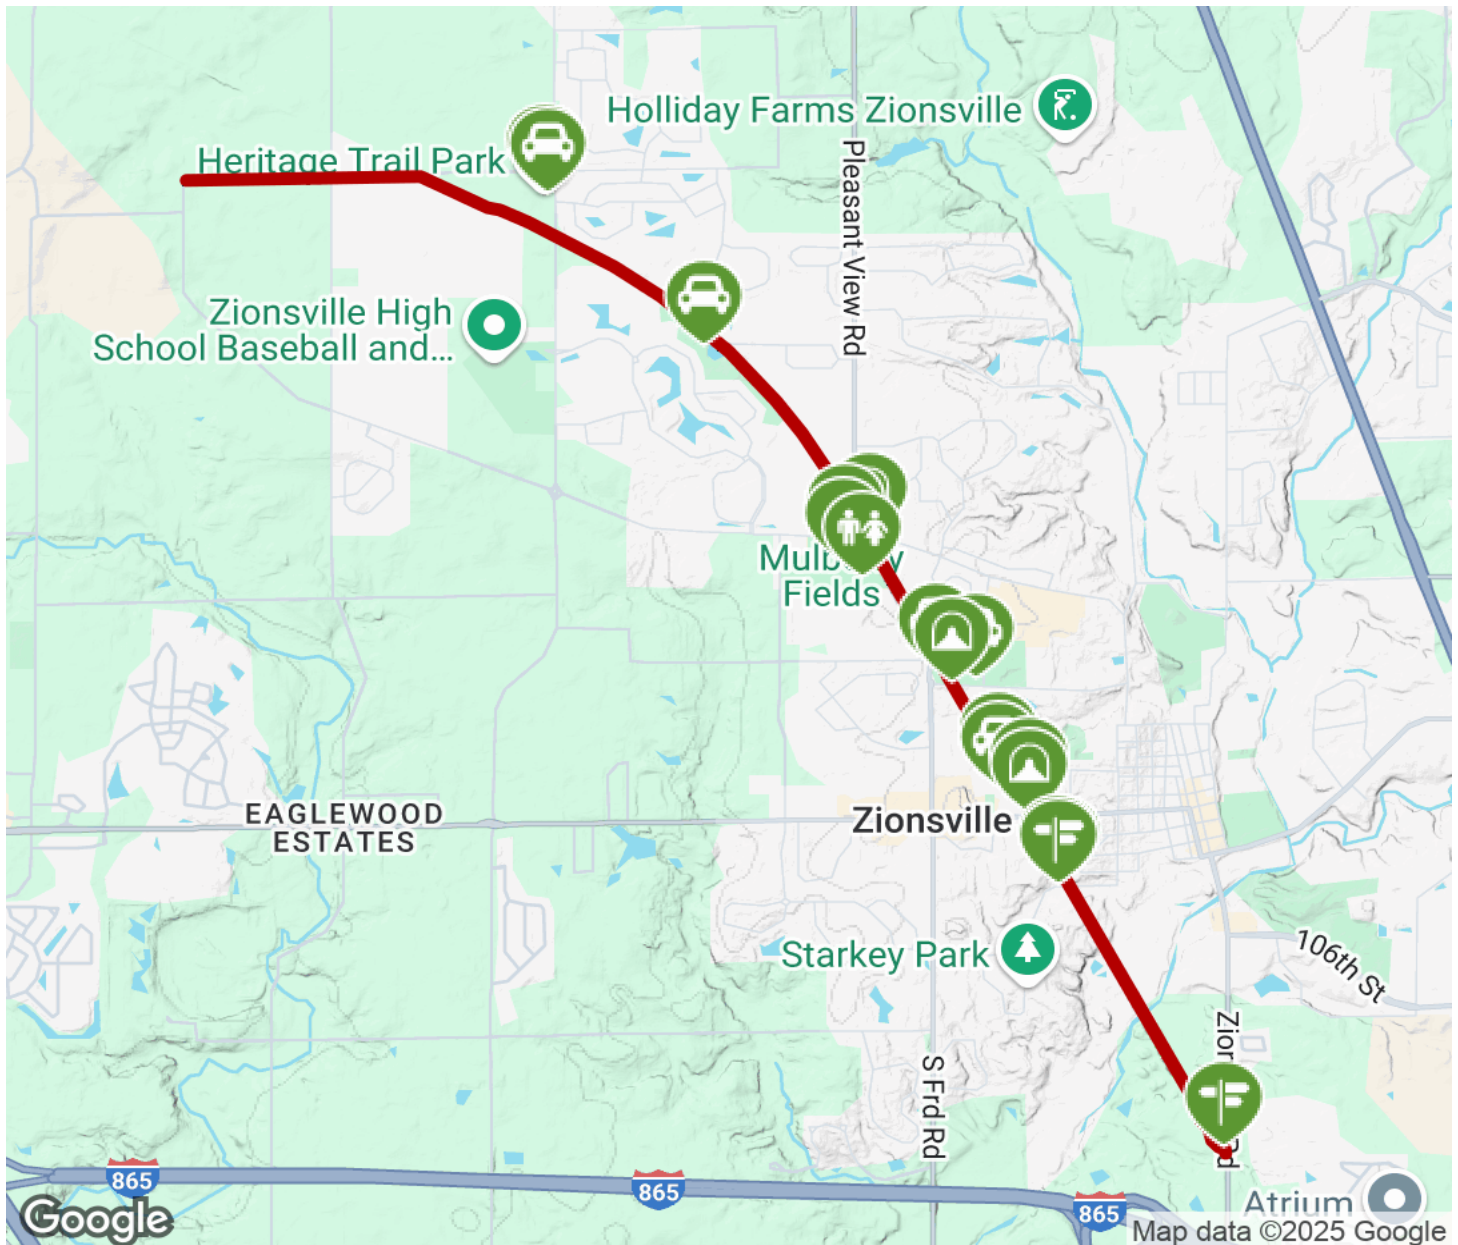 Holliday Farms Zionsville
Heritage Trail Park
Pleasant View Rd
Zionsville High
School Baseball and...
Fields
EAGLEWOOD
ESTATES
Zionsville
Starkey Park
106th St
S Frd Rd
865
865
865
Atrium
Google
Map data ©2025 Google